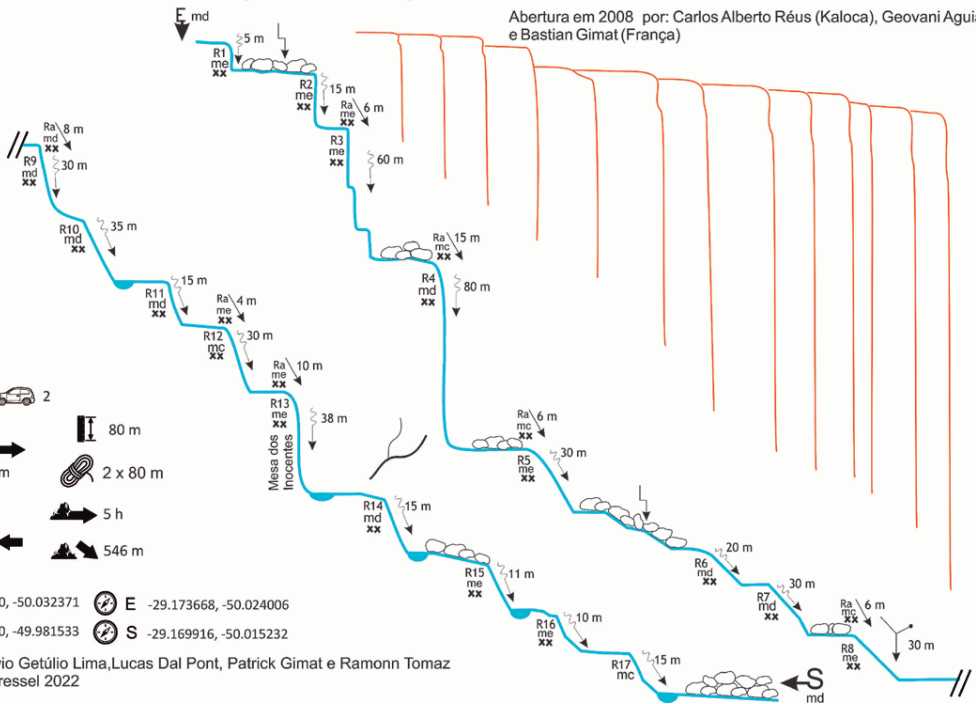 Abertura em 2008 por: Carlos Alberto Réus (Kaloca), Geovani
e Bastian Gimat (França)
E md
R1
me
xx
5 m
R2
me
xx
15 m
Ra
me
xx
6 m
R3
me
xx
60 m
Ra
mc
xx
15 m
R4
md
xx
80 m
Ra
mc
xx
6 m
R5
me
xx
30 m
R6
md
xx
20 m
R7
md
xx
30 m
Ra
mc
xx
6 m
R8
me
xx
30 m
Ra
md
xx
8 m
R9
md
xx
30 m
R10
md
xx
35 m
R11
md
xx
15 m
Ra
me
xx
4 m
R12
mc
xx
30 m
Ra
me
xx
10 m
R13
me
xx
38 m
Mesa dos
Inocentes
R14
md
xx
15 m
R15
me
xx
11 m
R16
me
xx
10 m
R17
mc
15 m
S
md
2
80 m
m
2 x 80 m
5 h
546 m
0, -50.032371 E -29.173668, -50.024006
0, -49.981533 S -29.169916, -50.015232
Getúlio Lima,Lucas Dal Pont, Patrick Gimat e Ramonn Tomaz
2022